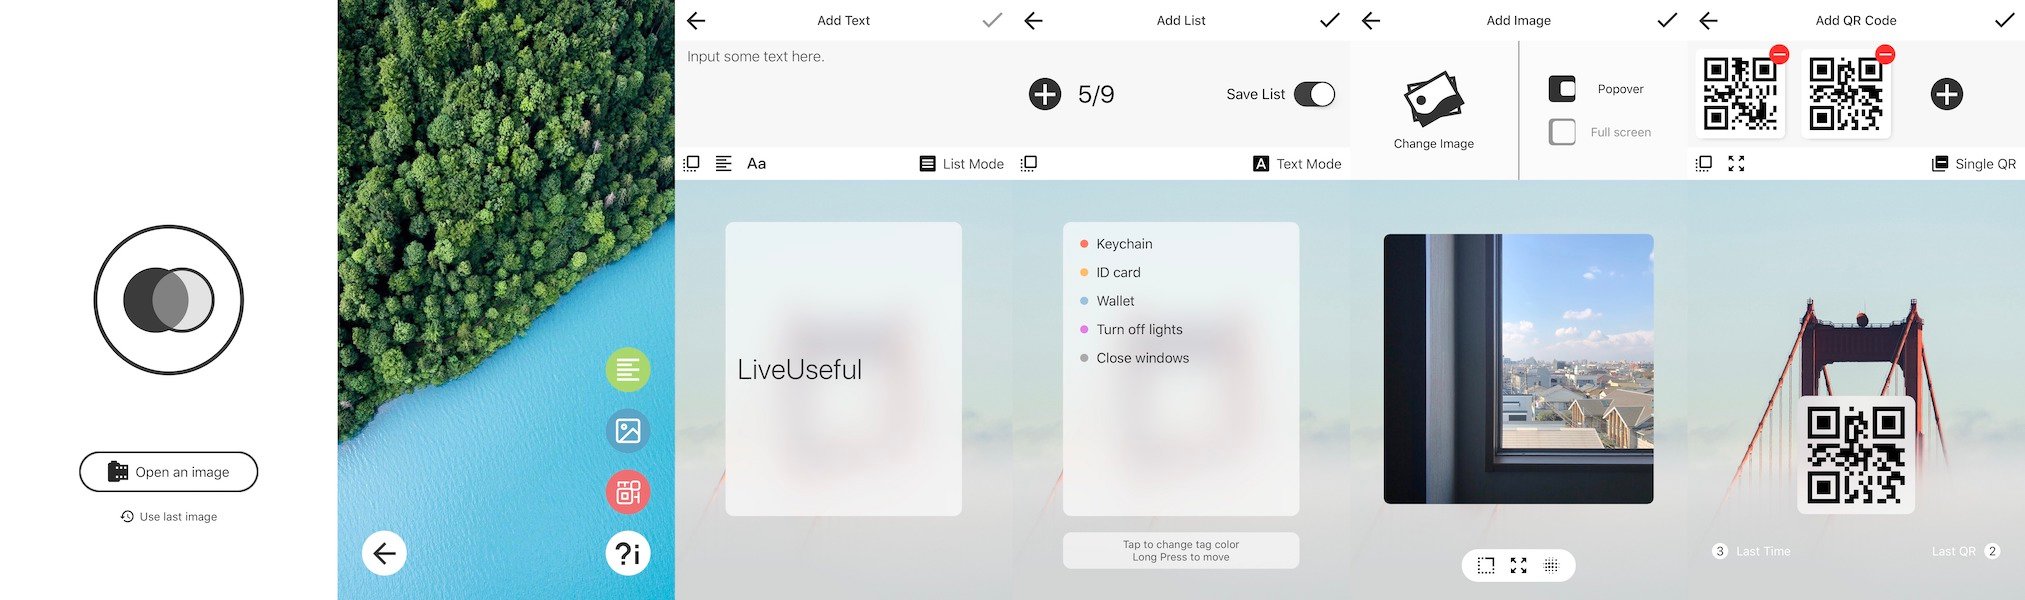 Open an image
Use last image
?i
Add Text
Input some text here.
Aa
List Mode
LiveUseful
Add List
5/9
Save List
A Text Mode
Keychain
ID card
Wallet
Turn off lights
Close windows
Tap to change tag color
Long Press to move
Add Image
Change Image
Popover
Full screen
Add QR Code
Single QR
3 Last Time
Last QR 2